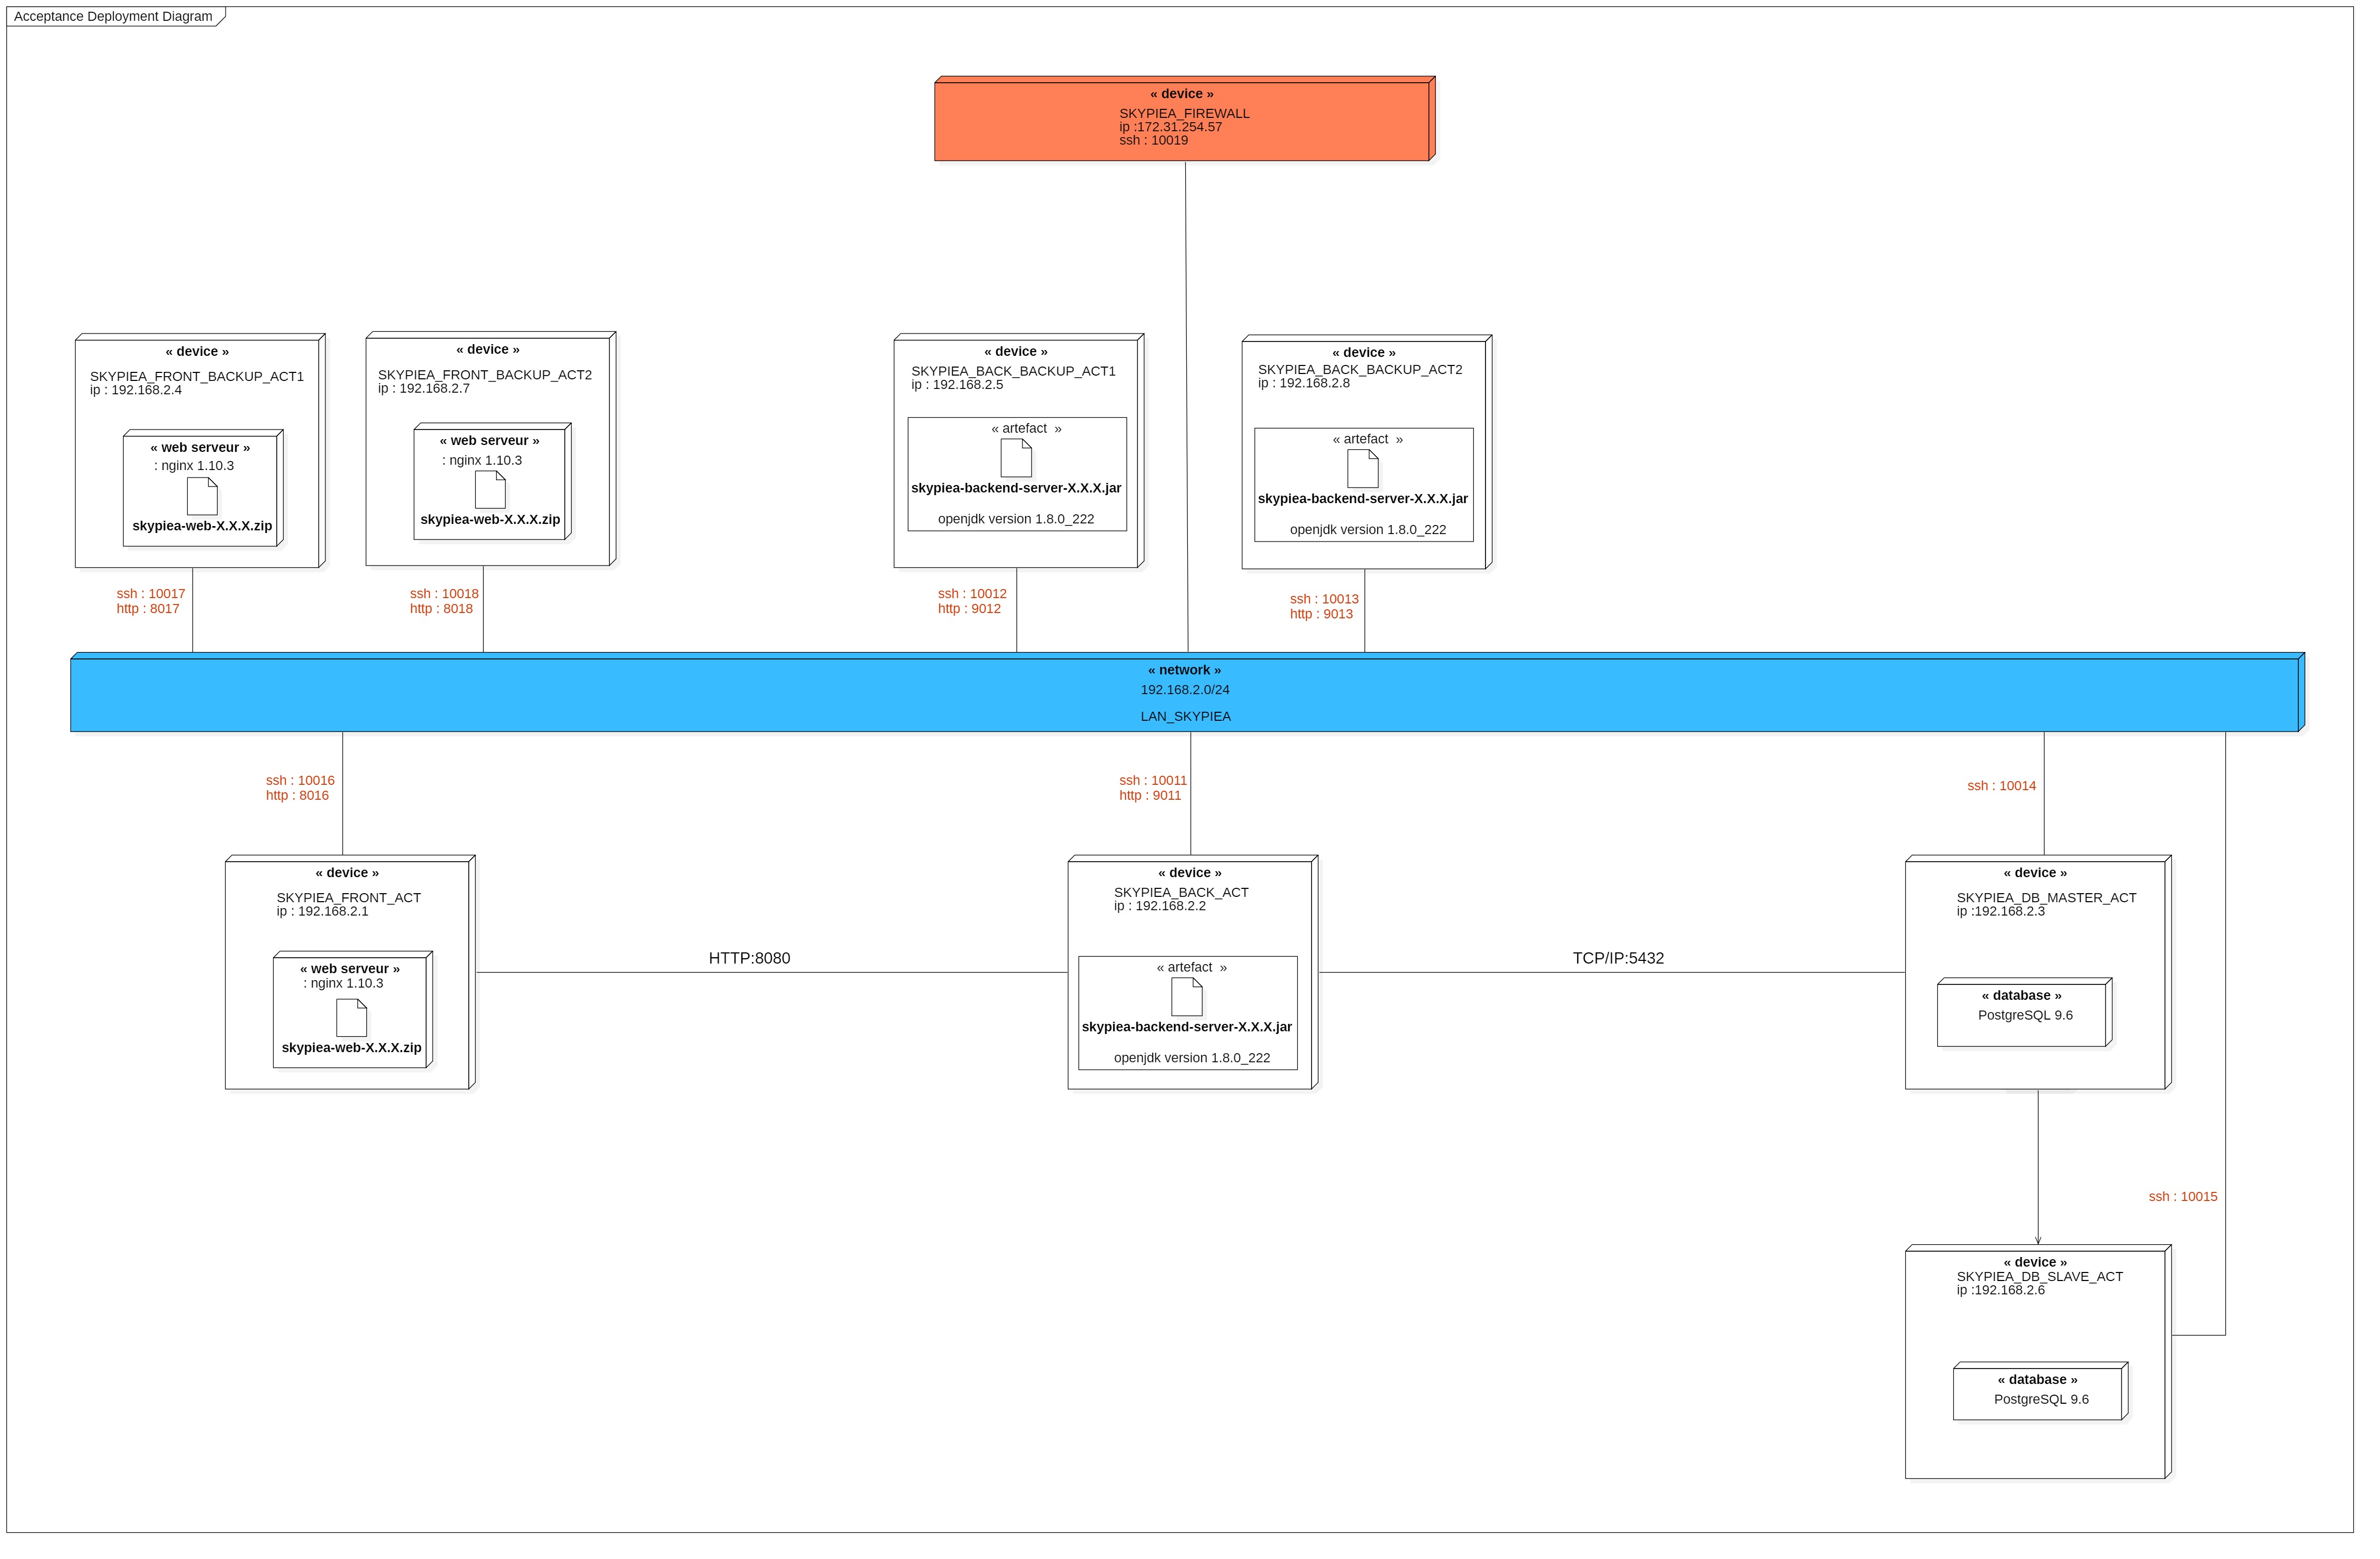 Acceptance Deployment Diagram
« device »
SKYPIEA_FIREWALL
ip :172.31.254.57
ssh : 10019
« device »
SKYPIEA_FRONT_BACKUP_ACT1
ip : 192.168.2.4
« web serveur »
: nginx 1.10.3
skypiea-web-X.X.X.zip
« device »
SKYPIEA_FRONT_BACKUP_ACT2
ip : 192.168.2.7
« web serveur »
: nginx 1.10.3
skypiea-web-X.X.X.zip
« device »
SKYPIEA_BACK_BACKUP_ACT1
ip : 192.168.2.5
« artefact  »
skypiea-backend-server-X.X.X.jar
openjdk version 1.8.0_222
« device »
SKYPIEA_BACK_BACKUP_ACT2
ip : 192.168.2.8
« artefact  »
skypiea-backend-server-X.X.X.jar
openjdk version 1.8.0_222
ssh : 10017
http : 8017
ssh : 10018
http : 8018
ssh : 10012
http : 9012
ssh : 10013
http : 9013
« network »
192.168.2.0/24
LAN_SKYPIEA
ssh : 10016
http : 8016
ssh : 10011
http : 9011
ssh : 10014
« device »
SKYPIEA_FRONT_ACT
ip : 192.168.2.1
« web serveur »
: nginx 1.10.3
skypiea-web-X.X.X.zip
HTTP:8080
« device »
SKYPIEA_BACK_ACT
ip : 192.168.2.2
« artefact  »
skypiea-backend-server-X.X.X.jar
openjdk version 1.8.0_222
TCP/IP:5432
« device »
SKYPIEA_DB_MASTER_ACT
ip :192.168.2.3
« database »
PostgreSQL 9.6
ssh : 10015
« device »
SKYPIEA_DB_SLAVE_ACT
ip :192.168.2.6
« database »
PostgreSQL 9.6